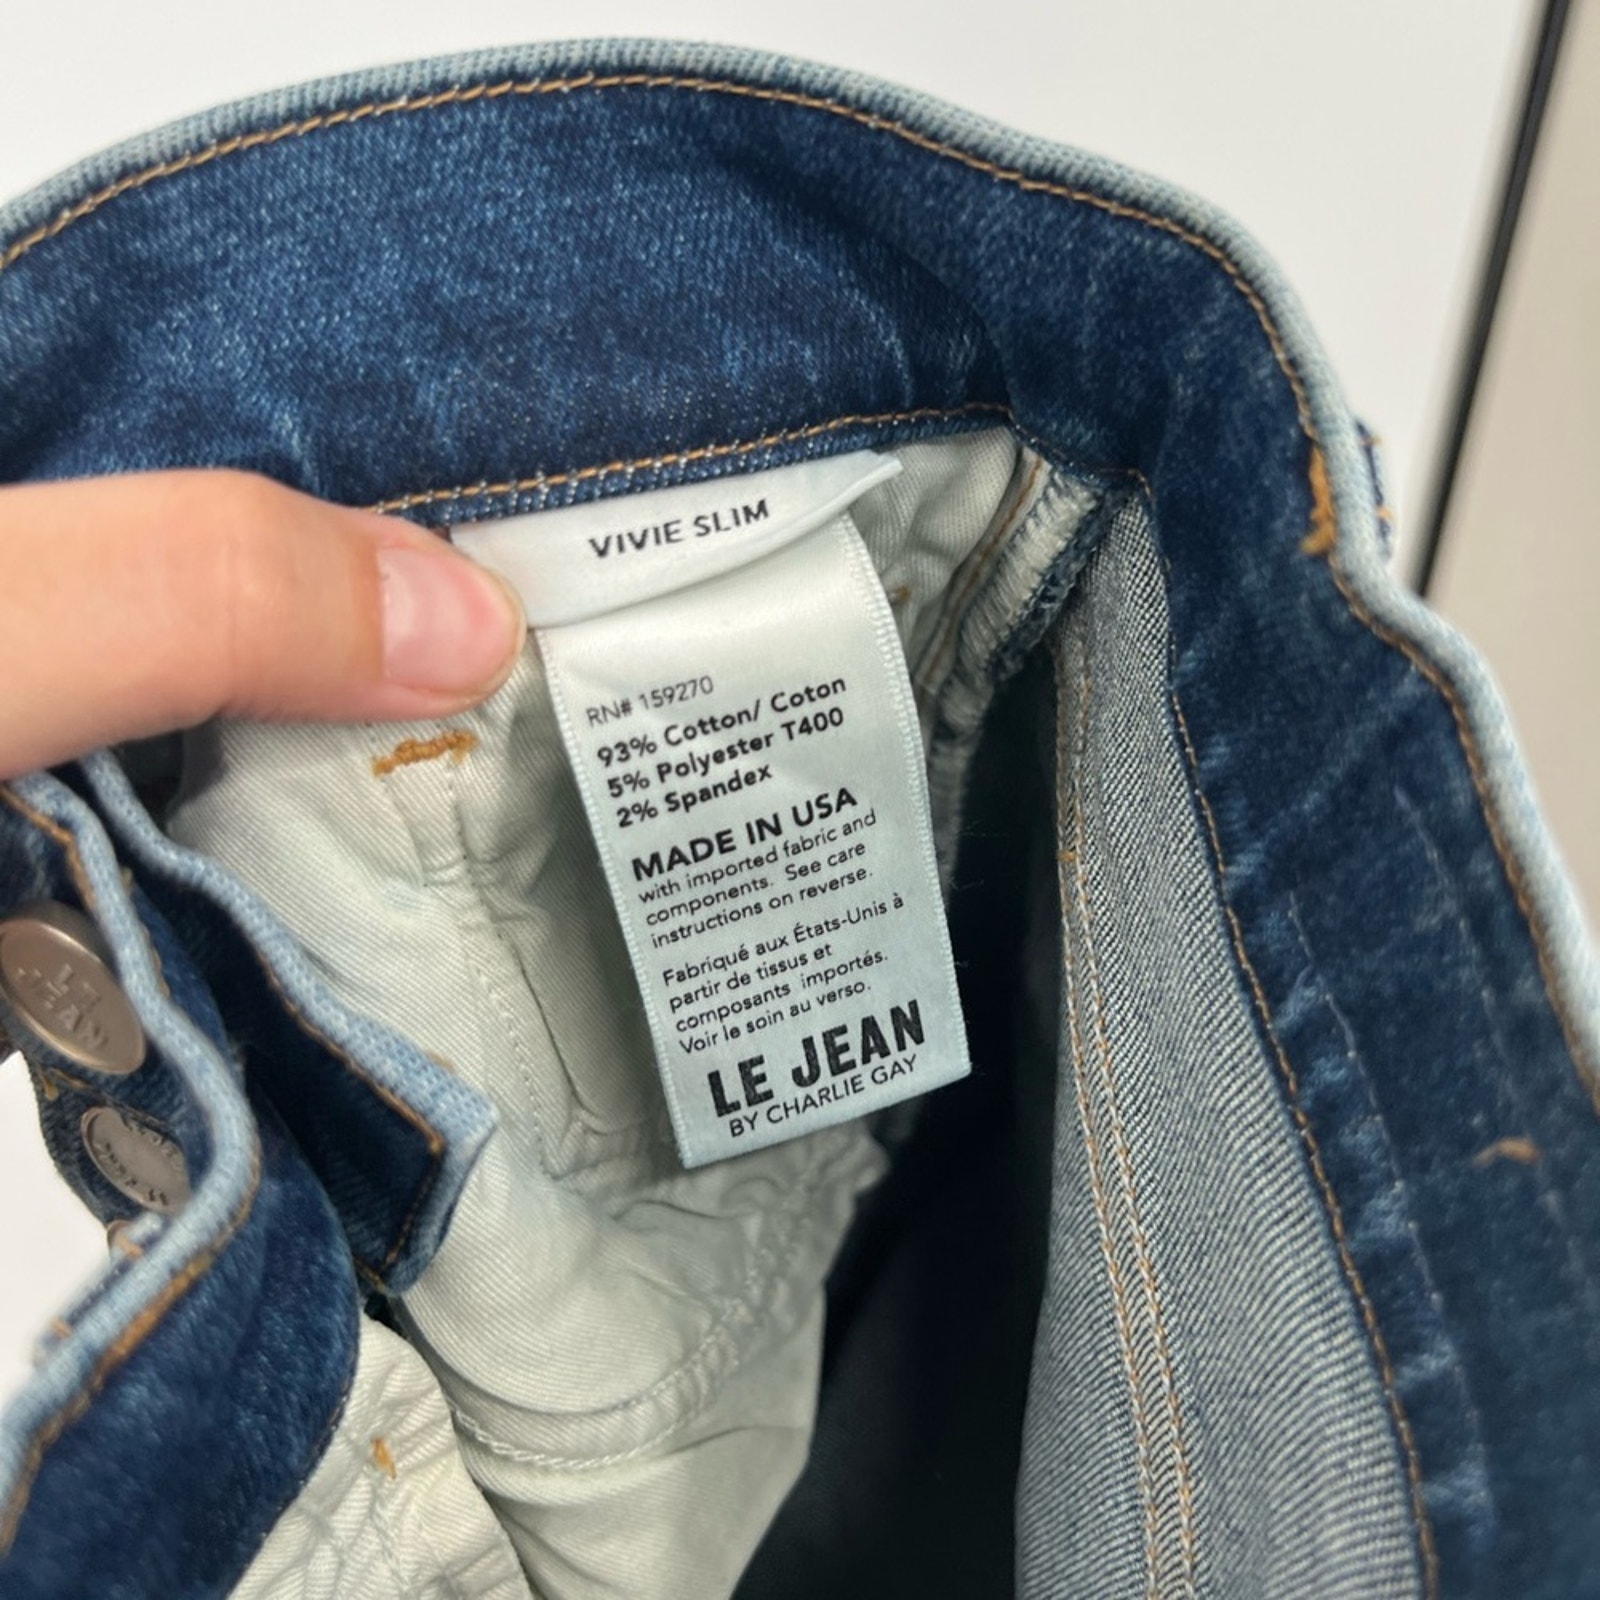 VIVIE SLIM
RN# 159270
93% Cotton/ Coton
5% Polyester T400
2% Spandex
MADE IN USA
with imported fabric and
components. See care
instructions on reverse.
Fabriqué aux États-Unis à
partir de tissus et
composants importés.
Voir le soin au verso.
LE JEAN
BY CHARLIE GAY
LE
JEAN